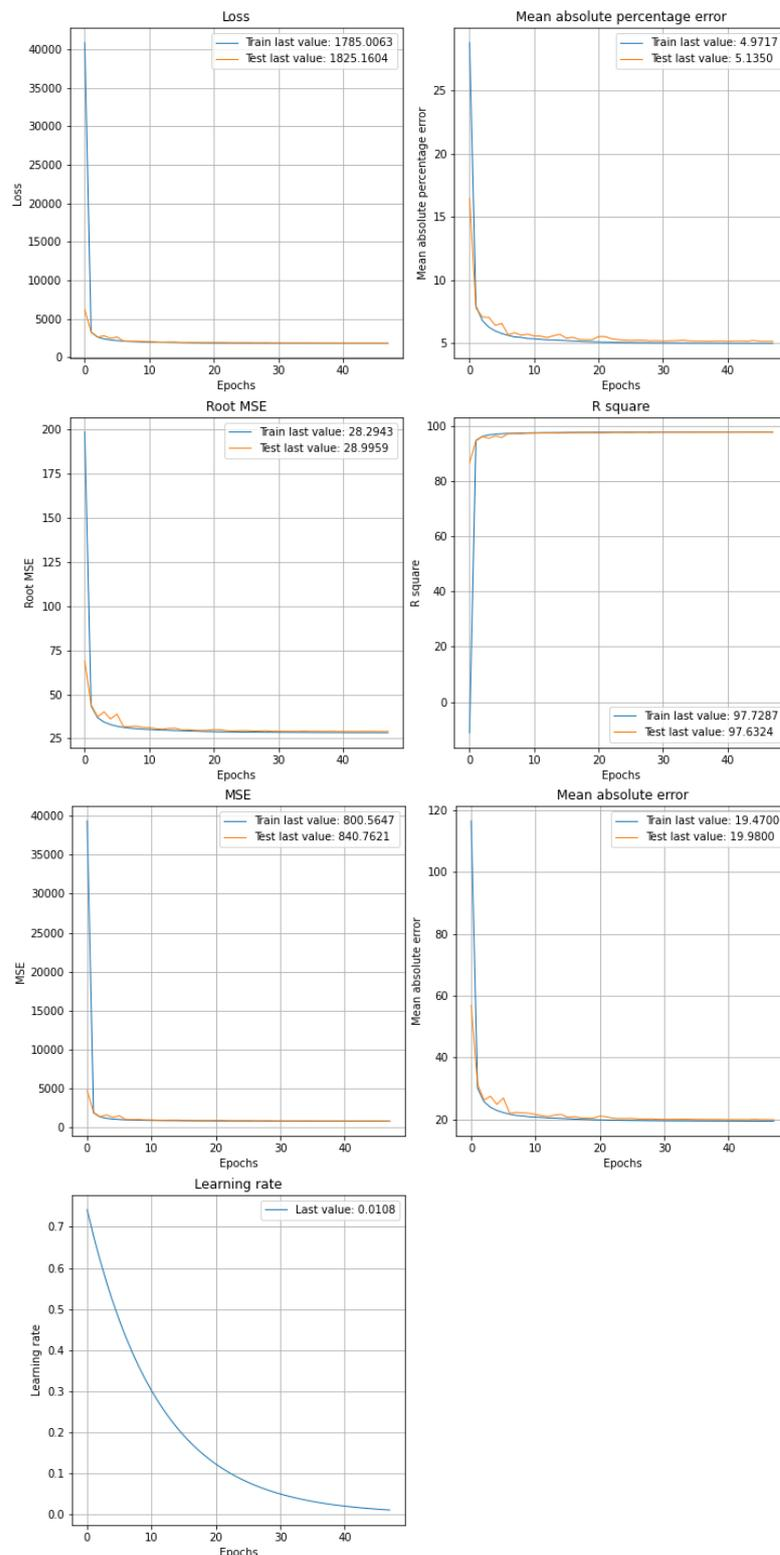 Loss
Train last value: 1785.0063
Test last value: 1825.1604
40000
35000
30000
25000
20000
15000
10000
5000
0
Loss
0
10
20
30
40
Epochs
Mean absolute percentage error
Train last value: 4.9717
Test last value: 5.1350
25
20
15
10
5
Mean absolute percentage error
0
10
20
30
40
Epochs
Root MSE
Train last value: 28.2943
Test last value: 28.9959
200
175
150
125
100
75
50
25
Root MSE
0
10
20
30
40
Epochs
R square
100
80
60
40
20
0
R square
Train last value: 97.7287
Test last value: 97.6324
0
10
20
30
40
Epochs
MSE
Train last value: 800.5647
Test last value: 840.7621
40000
35000
30000
25000
20000
15000
10000
5000
0
MSE
0
10
20
30
40
Epochs
Mean absolute error
Train last value: 19.4700
Test last value: 19.9800
120
100
80
60
40
20
Mean absolute error
0
10
20
30
40
Epochs
Learning rate
Last value: 0.0108
0.7
0.6
0.5
0.4
0.3
0.2
0.1
0.0
Learning rate
0
10
20
30
40
Epochs